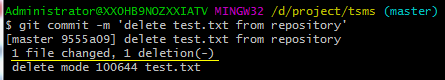 Administrator@XXOHB9NOZXXIATV MINGW32 /d/project/tsms (master)
$ git commit -m 'delete test.txt from repository'
[master 9555a09] delete test.txt from repository
 1 file changed, 1 deletion(-)
 delete mode 100644 test.txt